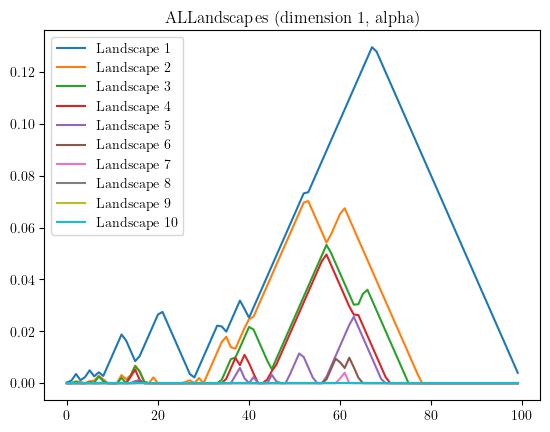 ALLandscapes (dimension 1, alpha)
Landscape 1
Landscape 2
Landscape 3
Landscape 4
Landscape 5
Landscape 6
Landscape 7
Landscape 8
Landscape 9
Landscape 10
0.12
0.10
0.08
0.06
0.04
0.02
0.00
0 20 40 60 80 100